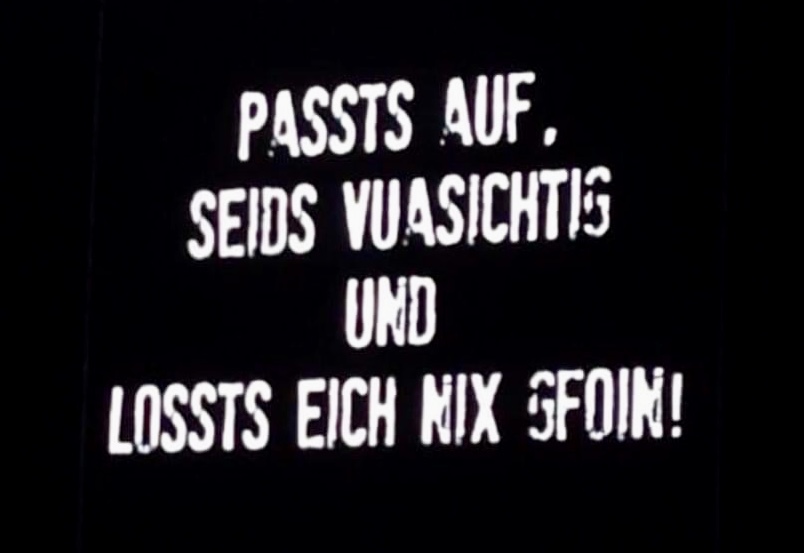 PASSTS AUF,
SEIDS VUASICHTIG
UND
LOSSTS EICH NIX GFOIN!